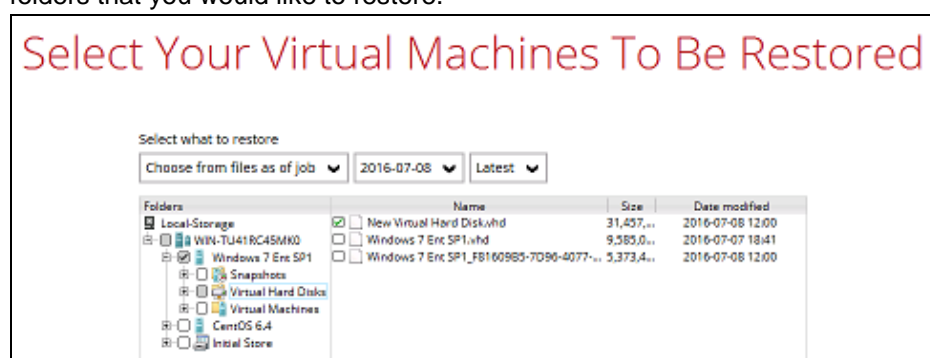 folders that you would like to restore.
Select Your Virtual Machines To Be Restored
Select what to restore
Choose from files as of job 2016-07-08 Latest
Folders Name Size Date modified
Local-Storage New Virtual Hard Disk.vhd 31,457,... 2016-07-08 12:00
WIN-TU41RC45MK0 Windows 7 Ent SP1.vhd 9,585,0... 2016-07-07 18:41
Windows 7 Ent SP1 Windows 7 Ent SP1_F8160985-7D96-4077-... 5,373,4... 2016-07-08 12:00
Snapshots
Virtual Hard Disks
Virtual Machines
CentOS 6.4
Initial Store